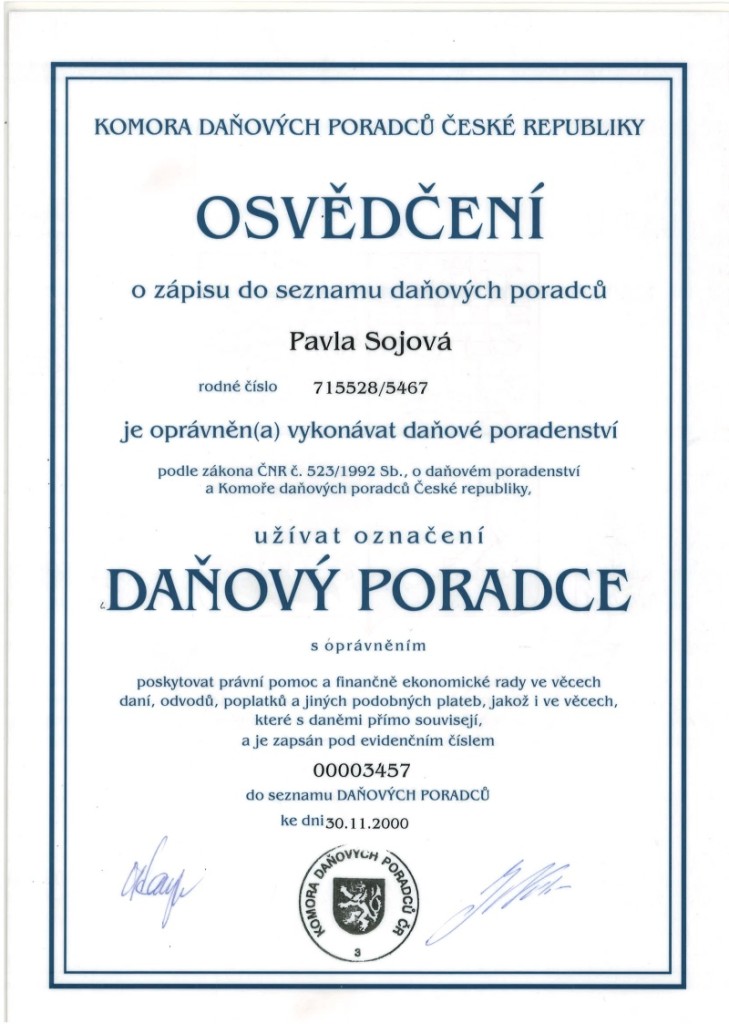 KOMORA DAŇOVÝCH PORADCŮ ČESKÉ REPUBLIKY
OSVĚDČENÍ
o zápisu do seznamu daňových poradců
Pavla Sojová
rodné číslo 715528/5467
je oprávněn(a) vykonávat daňové poradenství
podle zákona ČNR č. 523/1992 Sb., o daňovém poradenství
a Komoře daňových poradců České republiky,
užívat označení
DAŇOVÝ PORADCE
s oprávněním
poskytovat právní pomoc a finančně ekonomické rady ve věcech
daní, odvodů, poplatků a jiných podobných plateb, jakož i ve věcech,
které s daněmi přímo souvisejí,
a je zapsán pod evidenčním číslem
00003457
do seznamu DAŇOVÝCH PORADCŮ
ke dni 30.11.2000
KOMORA DAŇOVÝCH PORADCŮ ČR
3